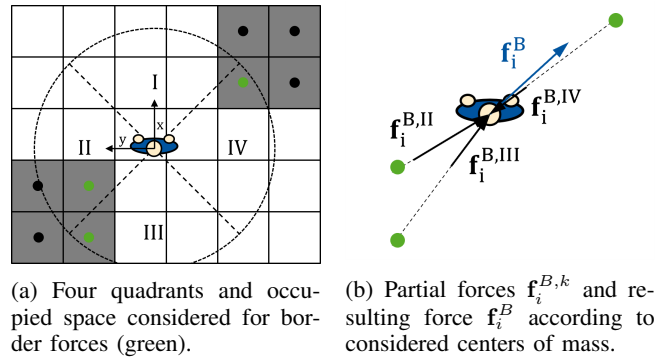 I
x
y
II
IV
III
f_i^B
f_i^{B,IV}
f_i^{B,II}
f_i^{B,III}
(a) Four quadrants and occu-
pied space considered for bor-
der forces (green).
(b) Partial forces f_i^{B,k} and re-
sulting force f_i^B according to
considered centers of mass.